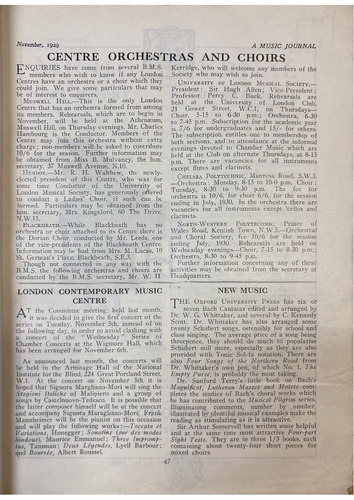 November, 1929
A MUSIC JOURNAL
CENTRE ORCHESTRAS AND CHOIRS
ENQUIRIES have come from several B.M.S.
members who wish to know if any London
Centres have an orchestra or a choir which they
could join. We give some particulars that may
be of interest to enquirers.
MUSWELL HILL.—This is the only London
Centre that has an orchestra formed from among
its members. Rehearsals, which are to begin in
November, will be held at the Athenaeum,
Muswell Hill, on Thursday evenings. Mr. Charles
Hambourg is the Conductor. Members of the
Centre may join this orchestra without extra
charge; non-members will be asked to contribute
7/6 for the season. Further information may
be obtained from Miss B. Mulvaney, the hon.
secretary, 27 Muswell Avenue, N.10.
HENDON.—Mr. R. H. Walthew, the newly-
elected president of this Centre, who was for
some time Conductor of the University of
London Musical Society, has generously offered
to conduct a Ladies' Choir, if such can be
formed. Particulars may be obtained from the
hon. secretary, Mrs. Kingsford, 60 The Drive,
N.W.11.
BLACKHEATH.—While Blackheath has no
orchestra or choir attached to its Centre there is
the Dorian Choir, conducted by Mr. Leeds, one
of the vice-presidents of the Blackheath Centre.
Information may be had from Mrs. M. Lucas, 7
St. German's Place, Blackheath, S.E.3.
Though not connected in any way with the
B.M.S. the following orchestras and choirs are
conducted by the B.M.S. secretary, Mr. W. H.
Kerridge, who will welcome any members of the
Society who may wish to join.
UNIVERSITY OF LONDON MUSICAL SOCIETY.—
President: Sir Hugh Allen; Vice-President:
Professor Percy C. Buck. Rehearsals are
held at the University of London Club,
21 Gower Street, W.C.1, on Thursdays—
Choir, 5.15 to 6.30 p.m., Orchestra, 6.30
to 7.45 p.m. Subscription for the academic year
is 7/6 for undergraduates and 15/- for others.
The subscription entitles one to membership of
both sections, and to attendance at the informal
evenings devoted to Chamber Music which are
held at the Club on alternate Thursdays, at 8.15
p.m. There are vacancies for all instruments
except flutes and clarinets.
CHELSEA POLYTECHNIC, Manresa Road, S.W.3.
—Orchestra: Monday, 8.15 to 10.0 p.m. Choir:
Tuesday, 8.30 to 9.30 p.m. The fee for
orchestra is 10/-, for choir 6/6, for the session
ending in July, 1930. In the orchestra there are
vacancies for all instruments except 'cellos and
clarinets.
NORTH-WESTERN POLYTECHNIC, Prince of
Wales Road, Kentish Town, N.W.5.—Orchestral
and Choral Society, fee 10/6 for the session
ending July, 1930. Rehearsals are held on
Wednesday evenings—Choir, 7.15 to 8.30 p.m.;
Orchestra, 8.30 to 9.45 p.m.
Further information concerning any of these
activities may be obtained from the secretary at
Headquarters.
LONDON CONTEMPORARY MUSIC
CENTRE
AT the Committee meeting, held last month,
it was decided to give the first concert of the
series on Tuesday, November 5th, instead of on
the following day, in order to avoid clashing with
a concert of the "Wednesday" Series of
Chamber Concerts at the Wigmore Hall, which
has been arranged for November 6th.
As announced last month, the concerts will
be held in the Armitage Hall of the National
Institute for the Blind, 224 Great Portland Street,
W.1. At the concert on November 5th it is
hoped that Signora Margliano-Mori will sing the
Stagioni Italiche of Malipiero and a group of
songs by Castelnuovo-Tedesco. It is possible that
the latter composer himself will be at the concert
and accompany Signora Maragliano-Mori. Frank
Mannheimer will be the pianist on this occasion
and will play the following works:—Toccata et
Variations, Honegger; Sonatine (sur des modes
hindous), Maurice Emmanuel; Three Impromp-
tus, Tansman; Deux Légendes, Lyell Barbour;
and Bourrée, Albert Roussel.
NEW MUSIC
THE OXFORD UNIVERSITY PRESS has six or
seven Bach Cantatas edited and arranged by
Dr. W. G. Whittaker, and several by C. Kennedy
Scott. Dr. Whittaker has also arranged some
twenty Schubert songs, ostensibly for school and
class singing. The average price of a song being
threepence, they should do much to popularise
Schubert still more, especially as they are also
provided with Tonic Sol-fa notation. There are
also Four Songs of the Northern Road from
Dr. Whittaker's own pen, of which No. 1, The
Empty Purse, is probably the simplest.
Dr. Sanford Terry's little book on Bach's
Magnificat, Lutheran Masses and Motets com-
pletes the studies of Bach's choral works which
he has contributed to the Musical Pilgrim series.
Illuminating comments, number by number,
illustrated by plentiful musical examples make the
reading as stimulating as it is attractive.
Sir Arthur Somervell has written some helpful
and at the same time most attractive Four-part
Sight Tests. They are in three 1/3 books, each
containing about twenty-four short pieces for
mixed choir.
47